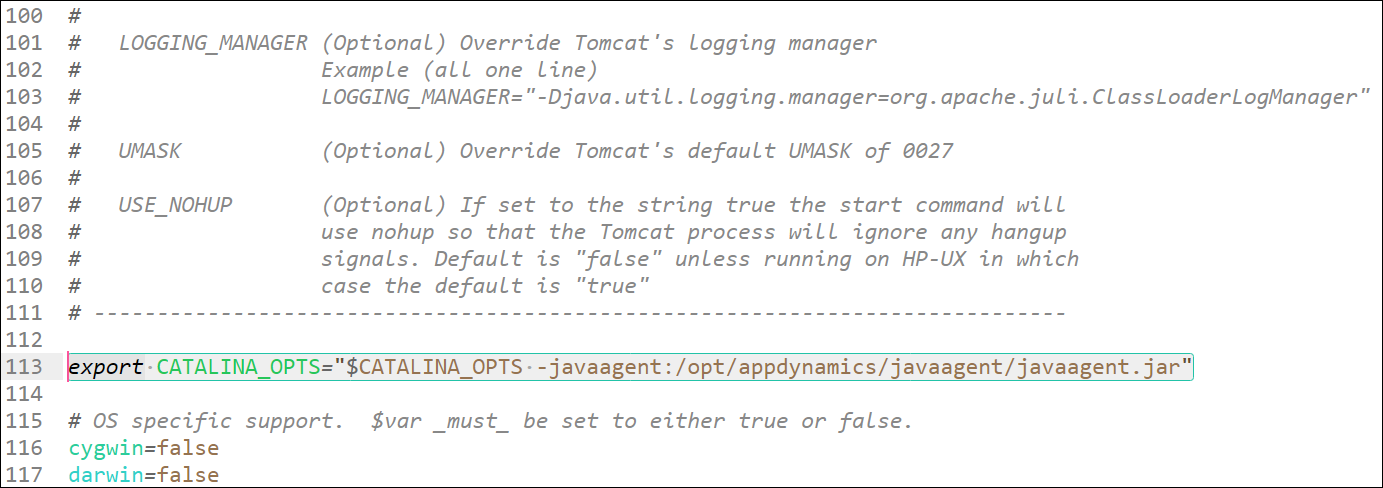 100 #
101 #   LOGGING_MANAGER (Optional) Override Tomcat's logging manager
102 #                   Example (all one line)
103 #                   LOGGING_MANAGER="-Djava.util.logging.manager=org.apache.juli.ClassLoaderLogManager"
104 #
105 #   UMASK           (Optional) Override Tomcat's default UMASK of 0027
106 #
107 #   USE_NOHUP       (Optional) If set to the string true the start command will
108 #                   use nohup so that the Tomcat process will ignore any hangup
109 #                   signals. Default is "false" unless running on HP-UX in which
110 #                   case the default is "true"
111 # -----------------------------------------------------------------------------
112
113 export CATALINA_OPTS="$CATALINA_OPTS -javaagent:/opt/appdynamics/javaagent/javaagent.jar"
114
115 # OS specific support.  $var _must_ be set to either true or false.
116 cygwin=false
117 darwin=false